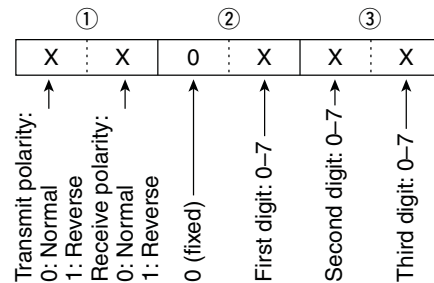 ① ② ③
X X 0 X X X
Transmit polarity:
0: Normal
1: Reverse
Receive polarity:
0: Normal
1: Reverse
0 (fixed)
First digit: 0–7
Second digit: 0–7
Third digit: 0–7